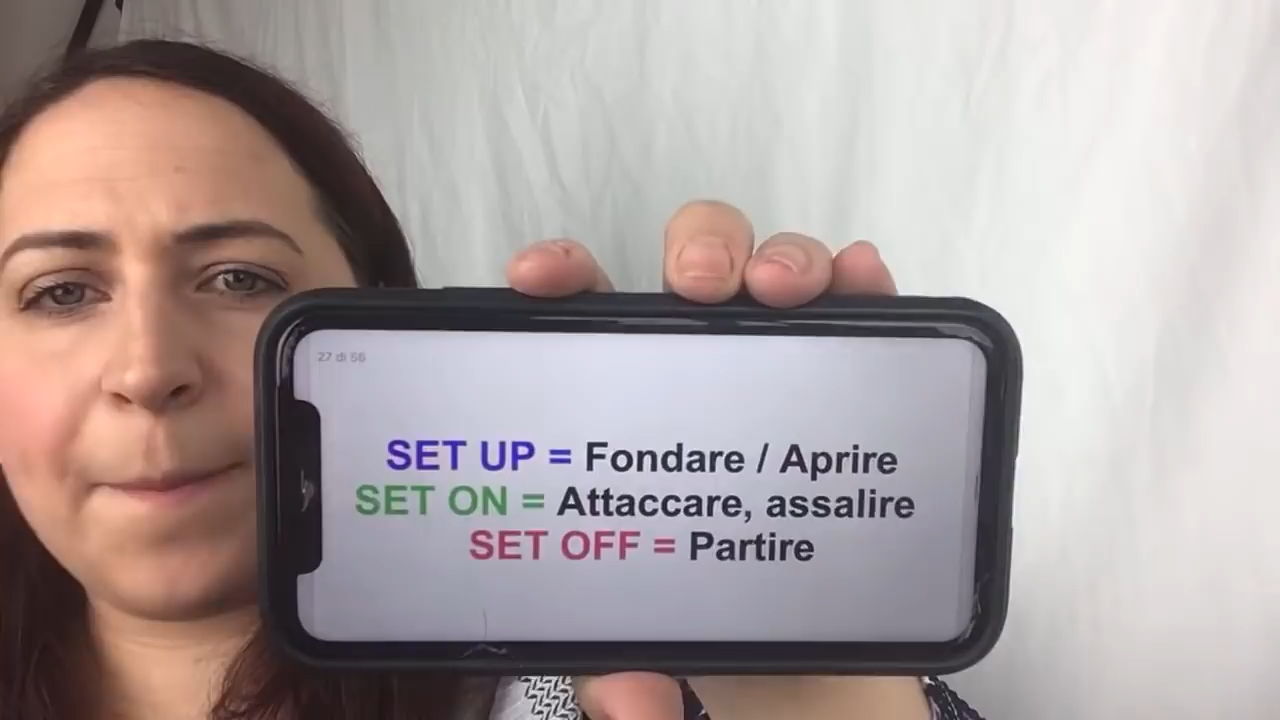 27 di 56
SET UP = Fondare / Aprire
SET ON = Attaccare, assalire
SET OFF = Partire